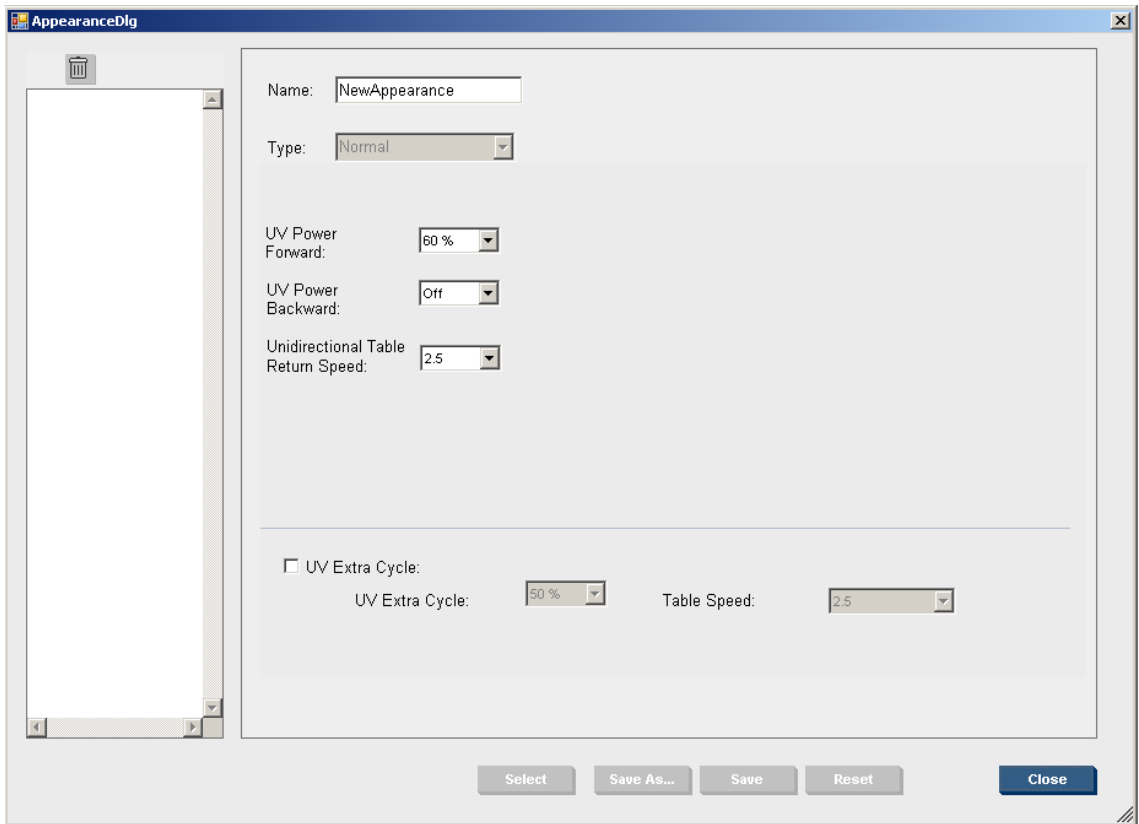 AppearanceDlg
Name: NewAppearance
Type: Normal
UV Power
Forward: 60 %
UV Power
Backward: Off
Unidirectional Table
Return Speed: 2.5
UV Extra Cycle:
UV Extra Cycle: 50 % Table Speed: 2.5
Select Save As... Save Reset Close